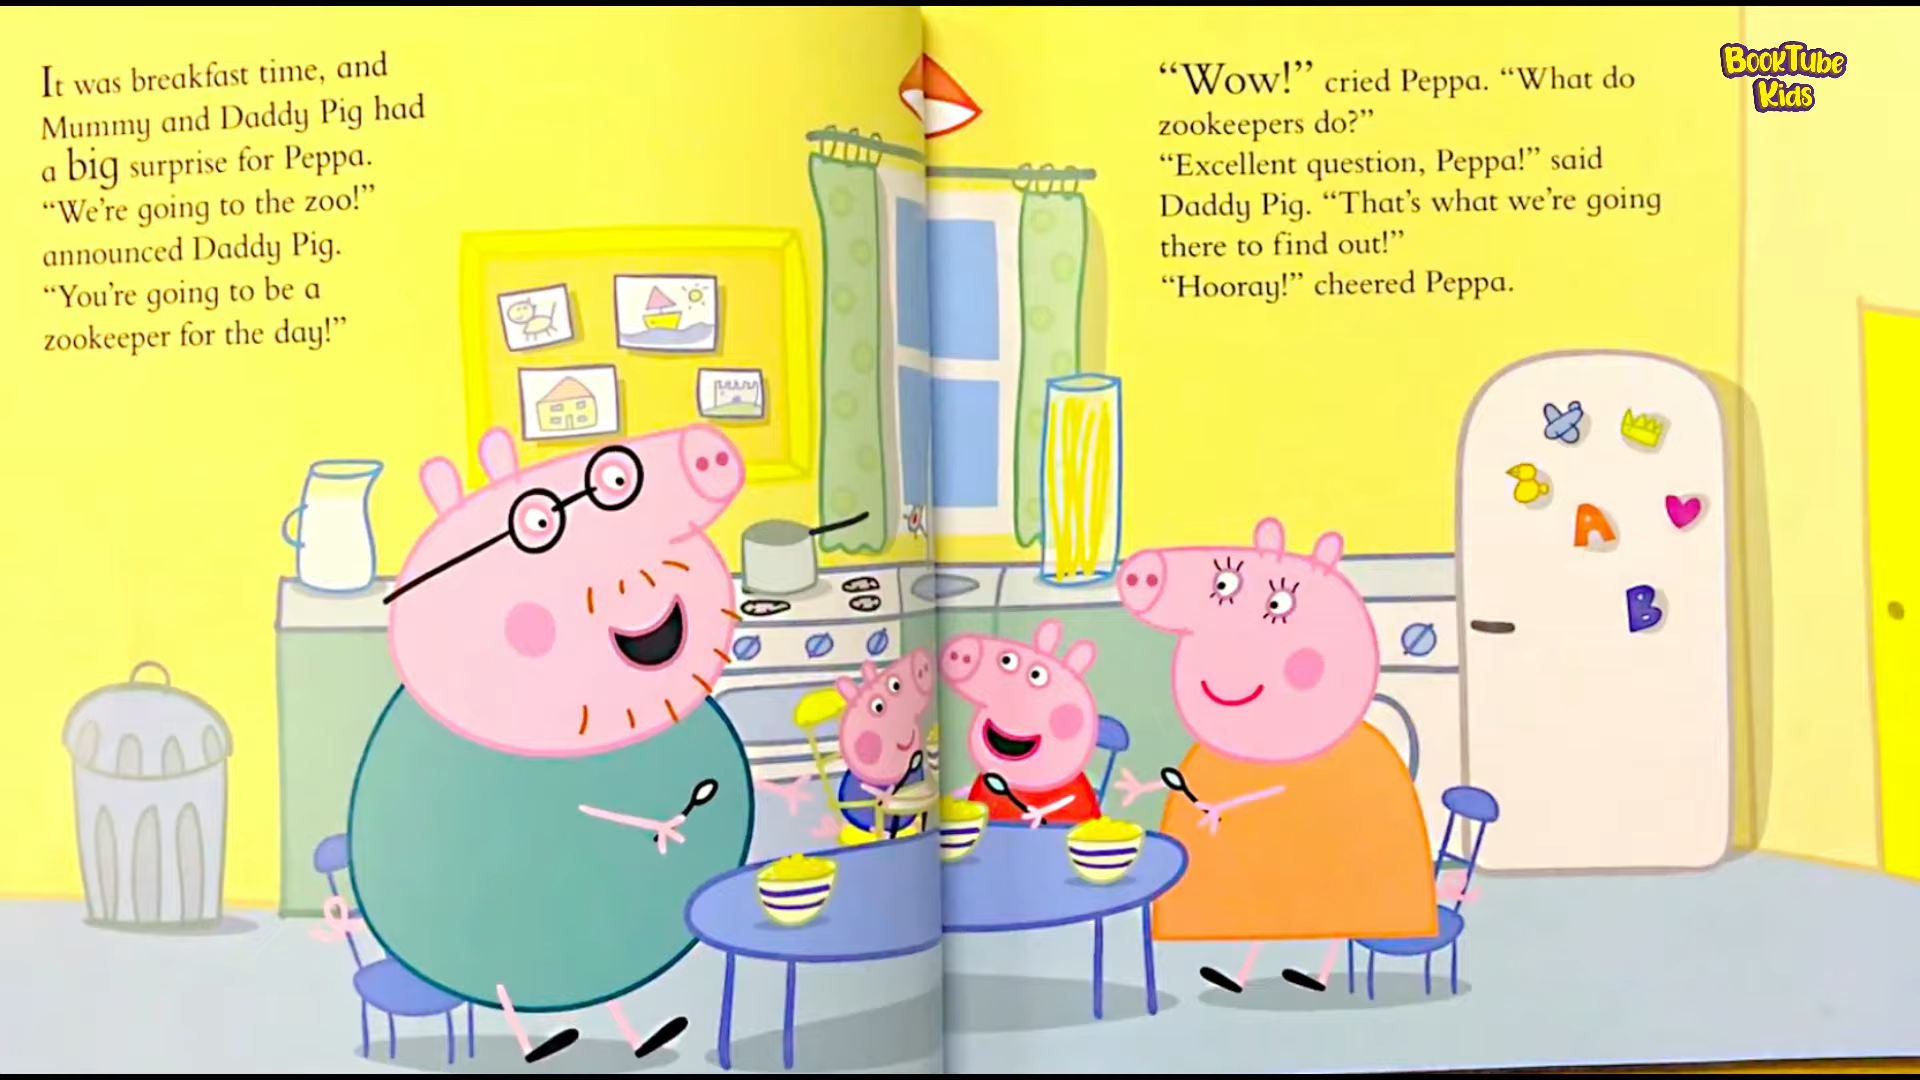 It was breakfast time, and
Mummy and Daddy Pig had
a big surprise for Peppa.
“We’re going to the zoo!”
announced Daddy Pig.
“You’re going to be a
zookeeper for the day!”
“Wow!” cried Peppa. “What do
zookeepers do?”
“Excellent question, Peppa!” said
Daddy Pig. “That’s what we’re going
there to find out!”
“Hooray!” cheered Peppa.
BookTube
Kids
A
B